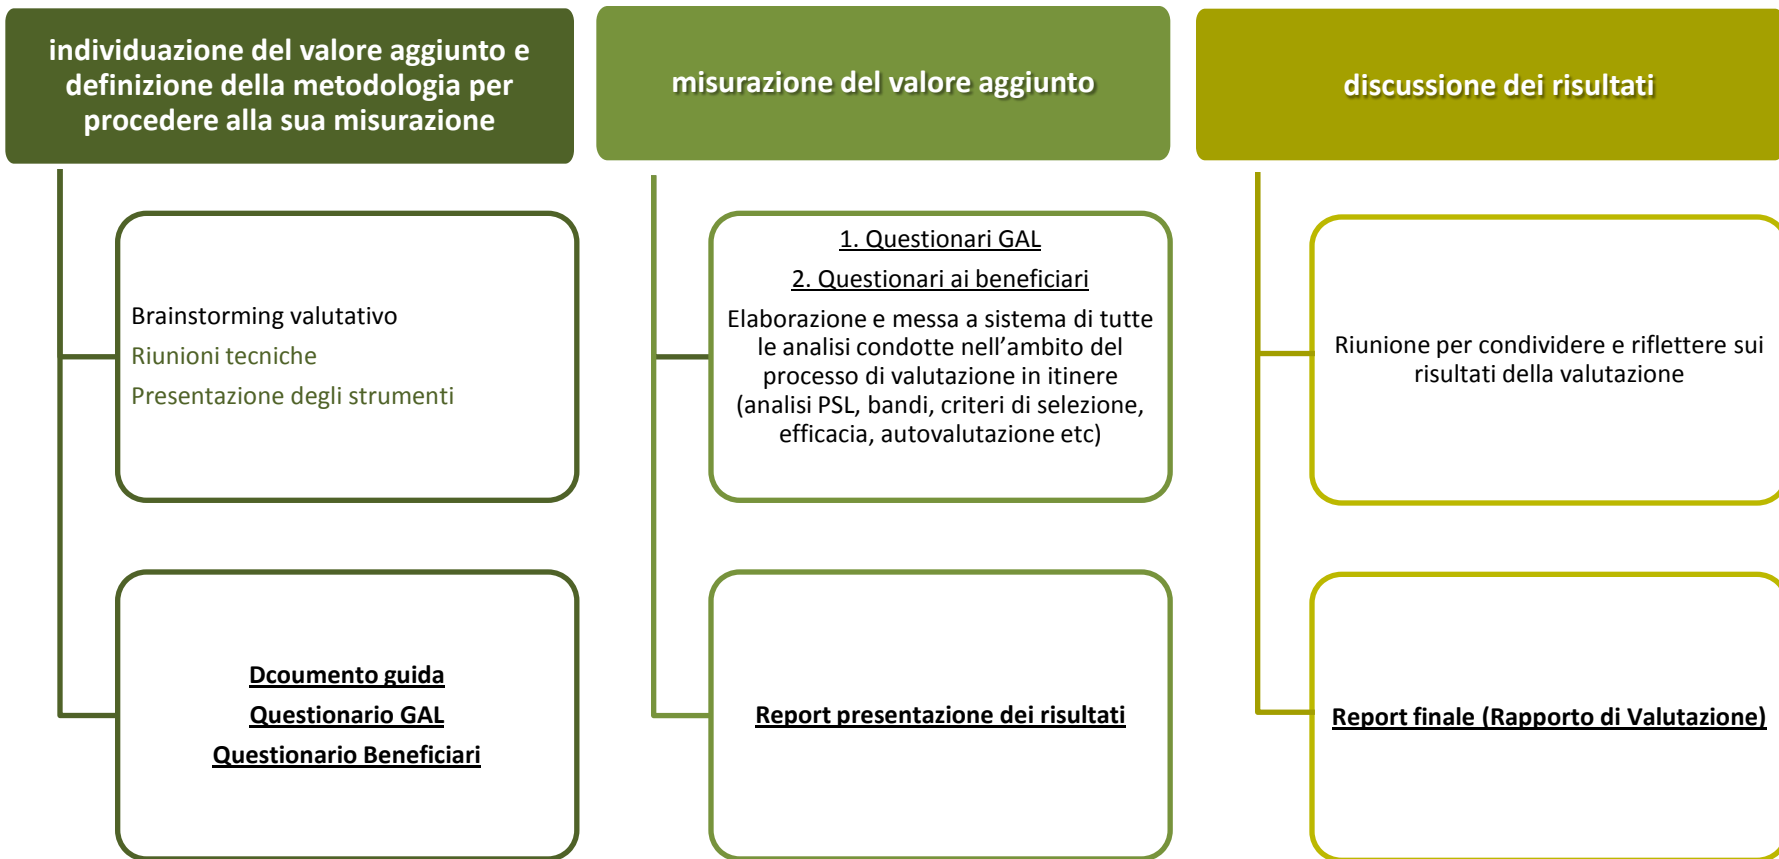 individuazione del valore aggiunto e
definizione della metodologia per
procedere alla sua misurazione
Brainstorming valutativo
Riunioni tecniche
Presentazione degli strumenti
Dcoumento guida
Questionario GAL
Questionario Beneficiari
misurazione del valore aggiunto
1. Questionari GAL
2. Questionari ai beneficiari
Elaborazione e messa a sistema di tutte
le analisi condotte nell’ambito del
processo di valutazione in itinere
(analisi PSL, bandi, criteri di selezione,
efficacia, autovalutazione etc)
Report presentazione dei risultati
discussione dei risultati
Riunione per condividere e riflettere sui
risultati della valutazione
Report finale (Rapporto di Valutazione)